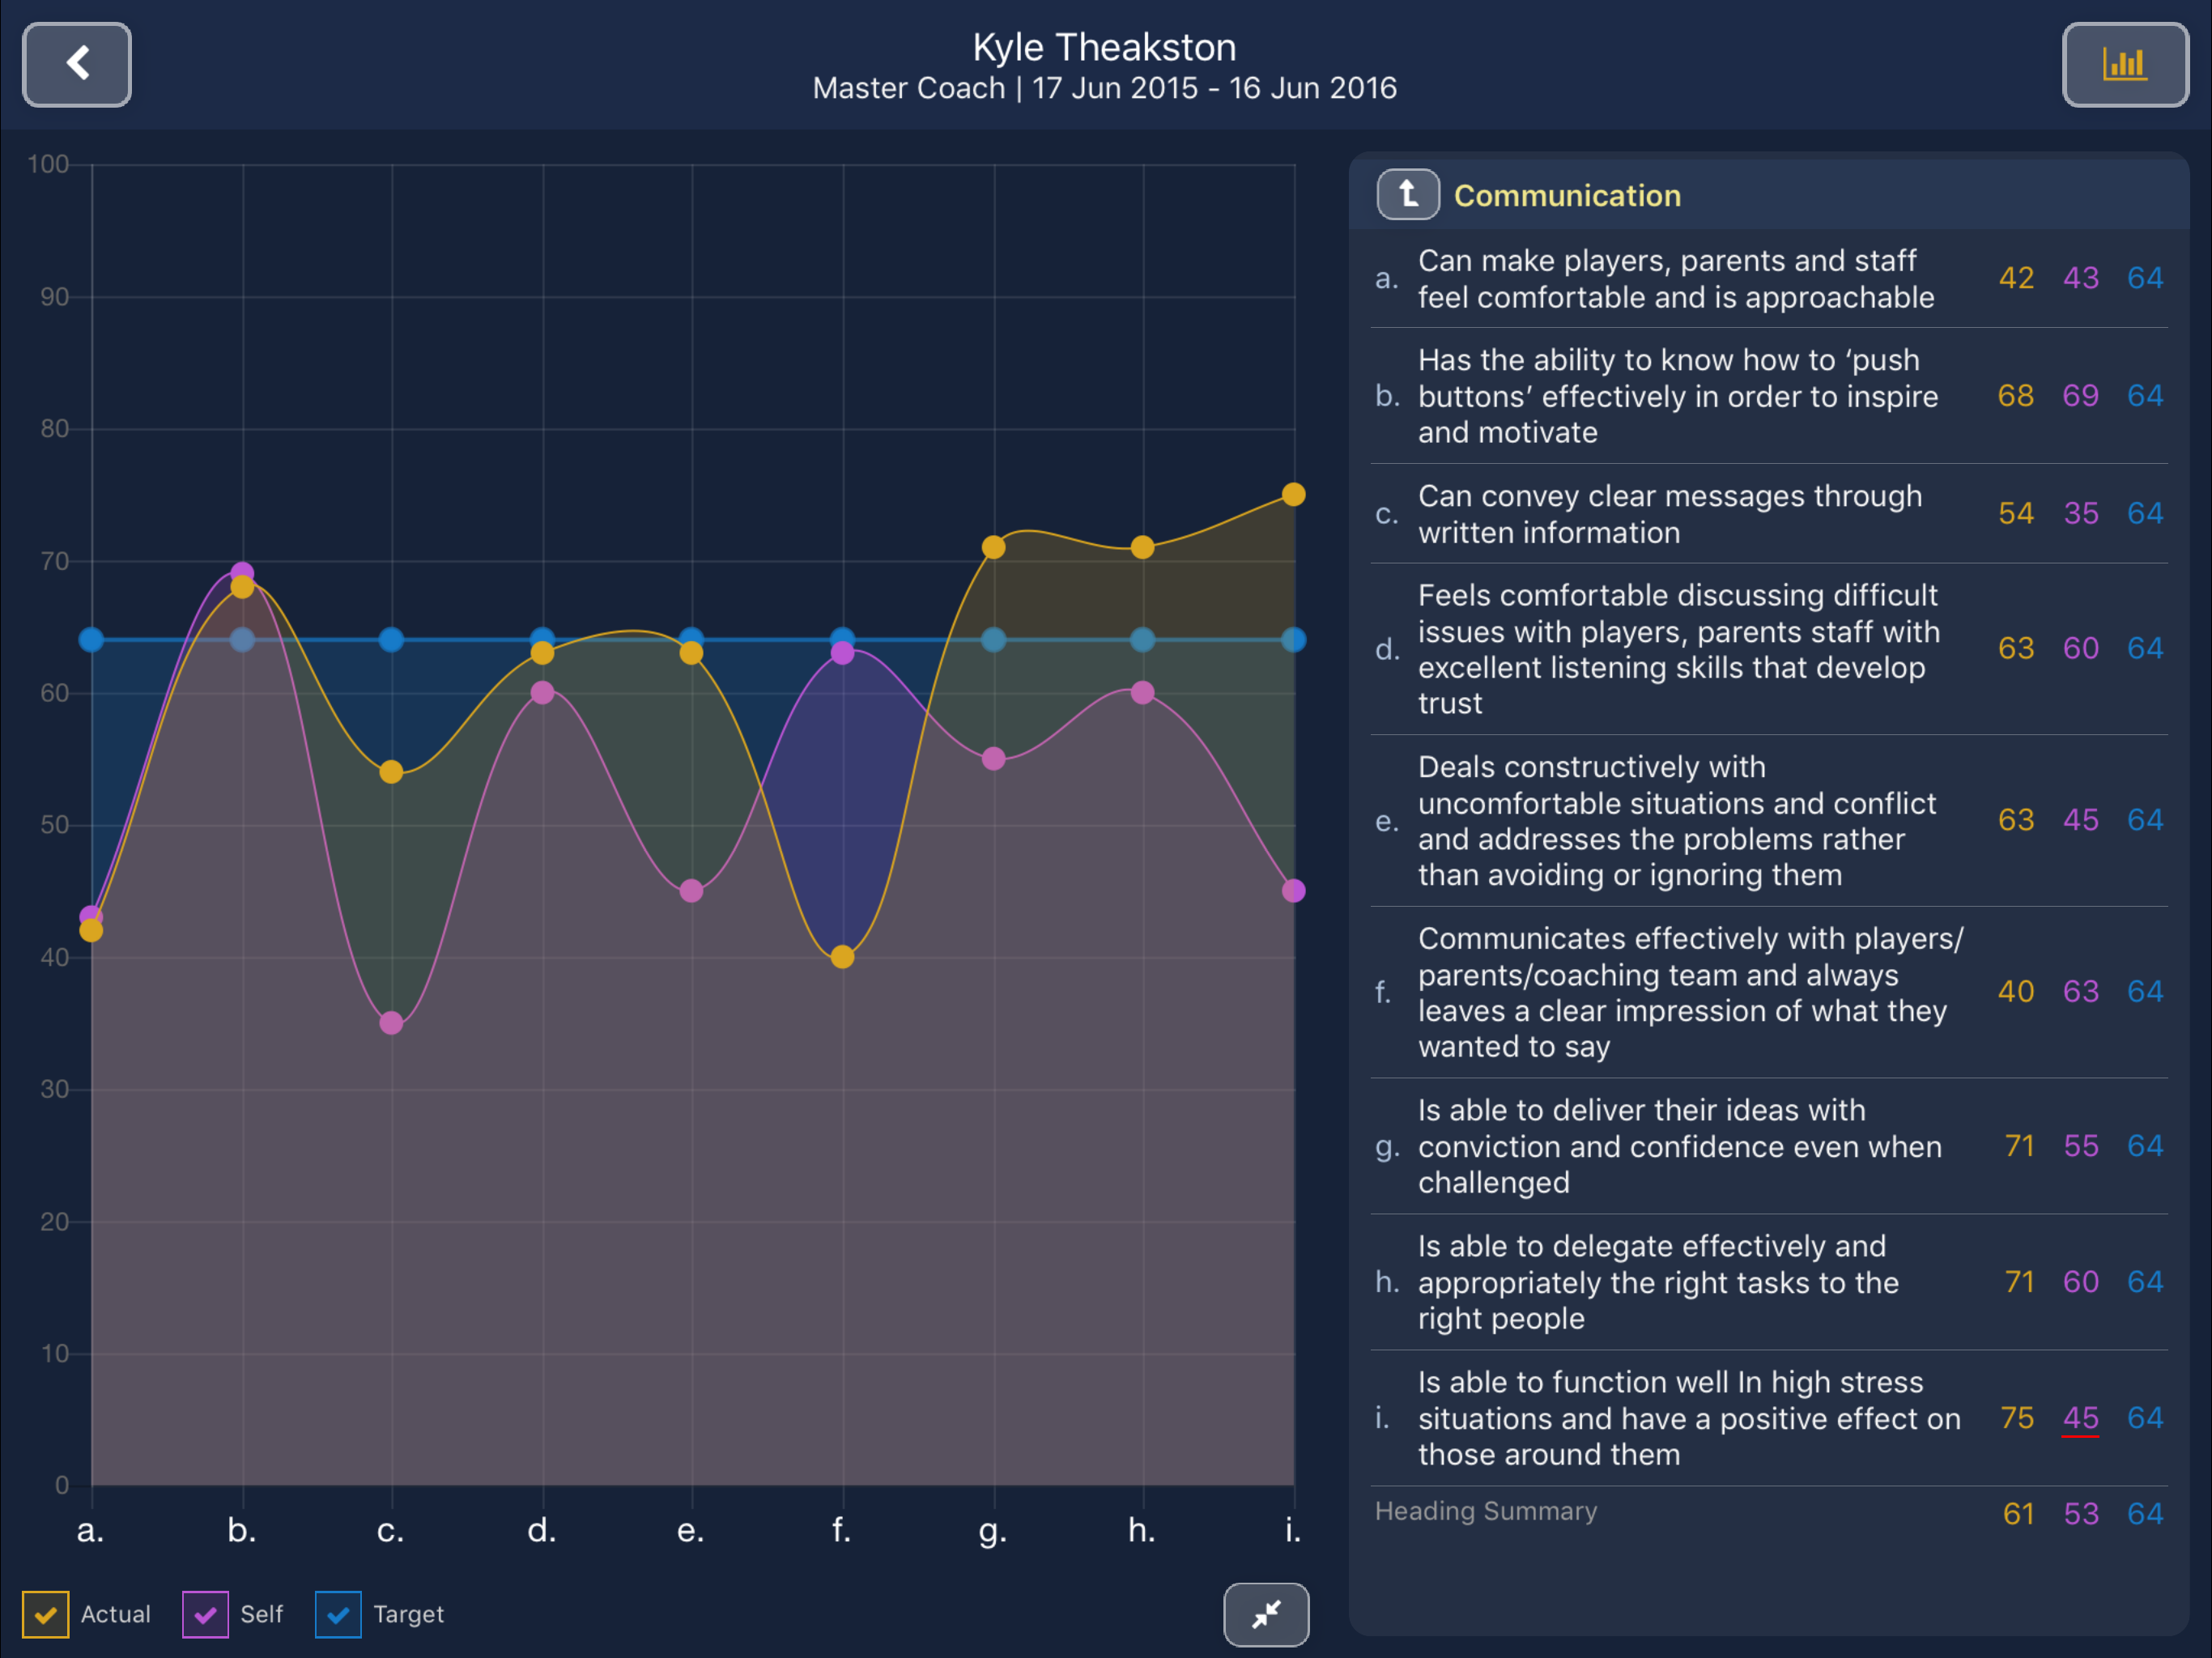 Kyle Theakston
Master Coach | 17 Jun 2015 - 16 Jun 2016
100
90
80
70
60
50
40
30
20
10
0
a. b. c. d. e. f. g. h. i.
Actual Self Target
Communication
a. Can make players, parents and staff
feel comfortable and is approachable
42 43 64
b. Has the ability to know how to ‘push
buttons’ effectively in order to inspire
and motivate
68 69 64
c. Can convey clear messages through
written information
54 35 64
d. Feels comfortable discussing difficult
issues with players, parents staff with
excellent listening skills that develop
trust
63 60 64
e. Deals constructively with
uncomfortable situations and conflict
and addresses the problems rather
than avoiding or ignoring them
63 45 64
f. Communicates effectively with players/
parents/coaching team and always
leaves a clear impression of what they
wanted to say
40 63 64
g. Is able to deliver their ideas with
conviction and confidence even when
challenged
71 55 64
h. Is able to delegate effectively and
appropriately the right tasks to the
right people
71 60 64
i. Is able to function well In high stress
situations and have a positive effect on
those around them
75 45 64
Heading Summary 61 53 64